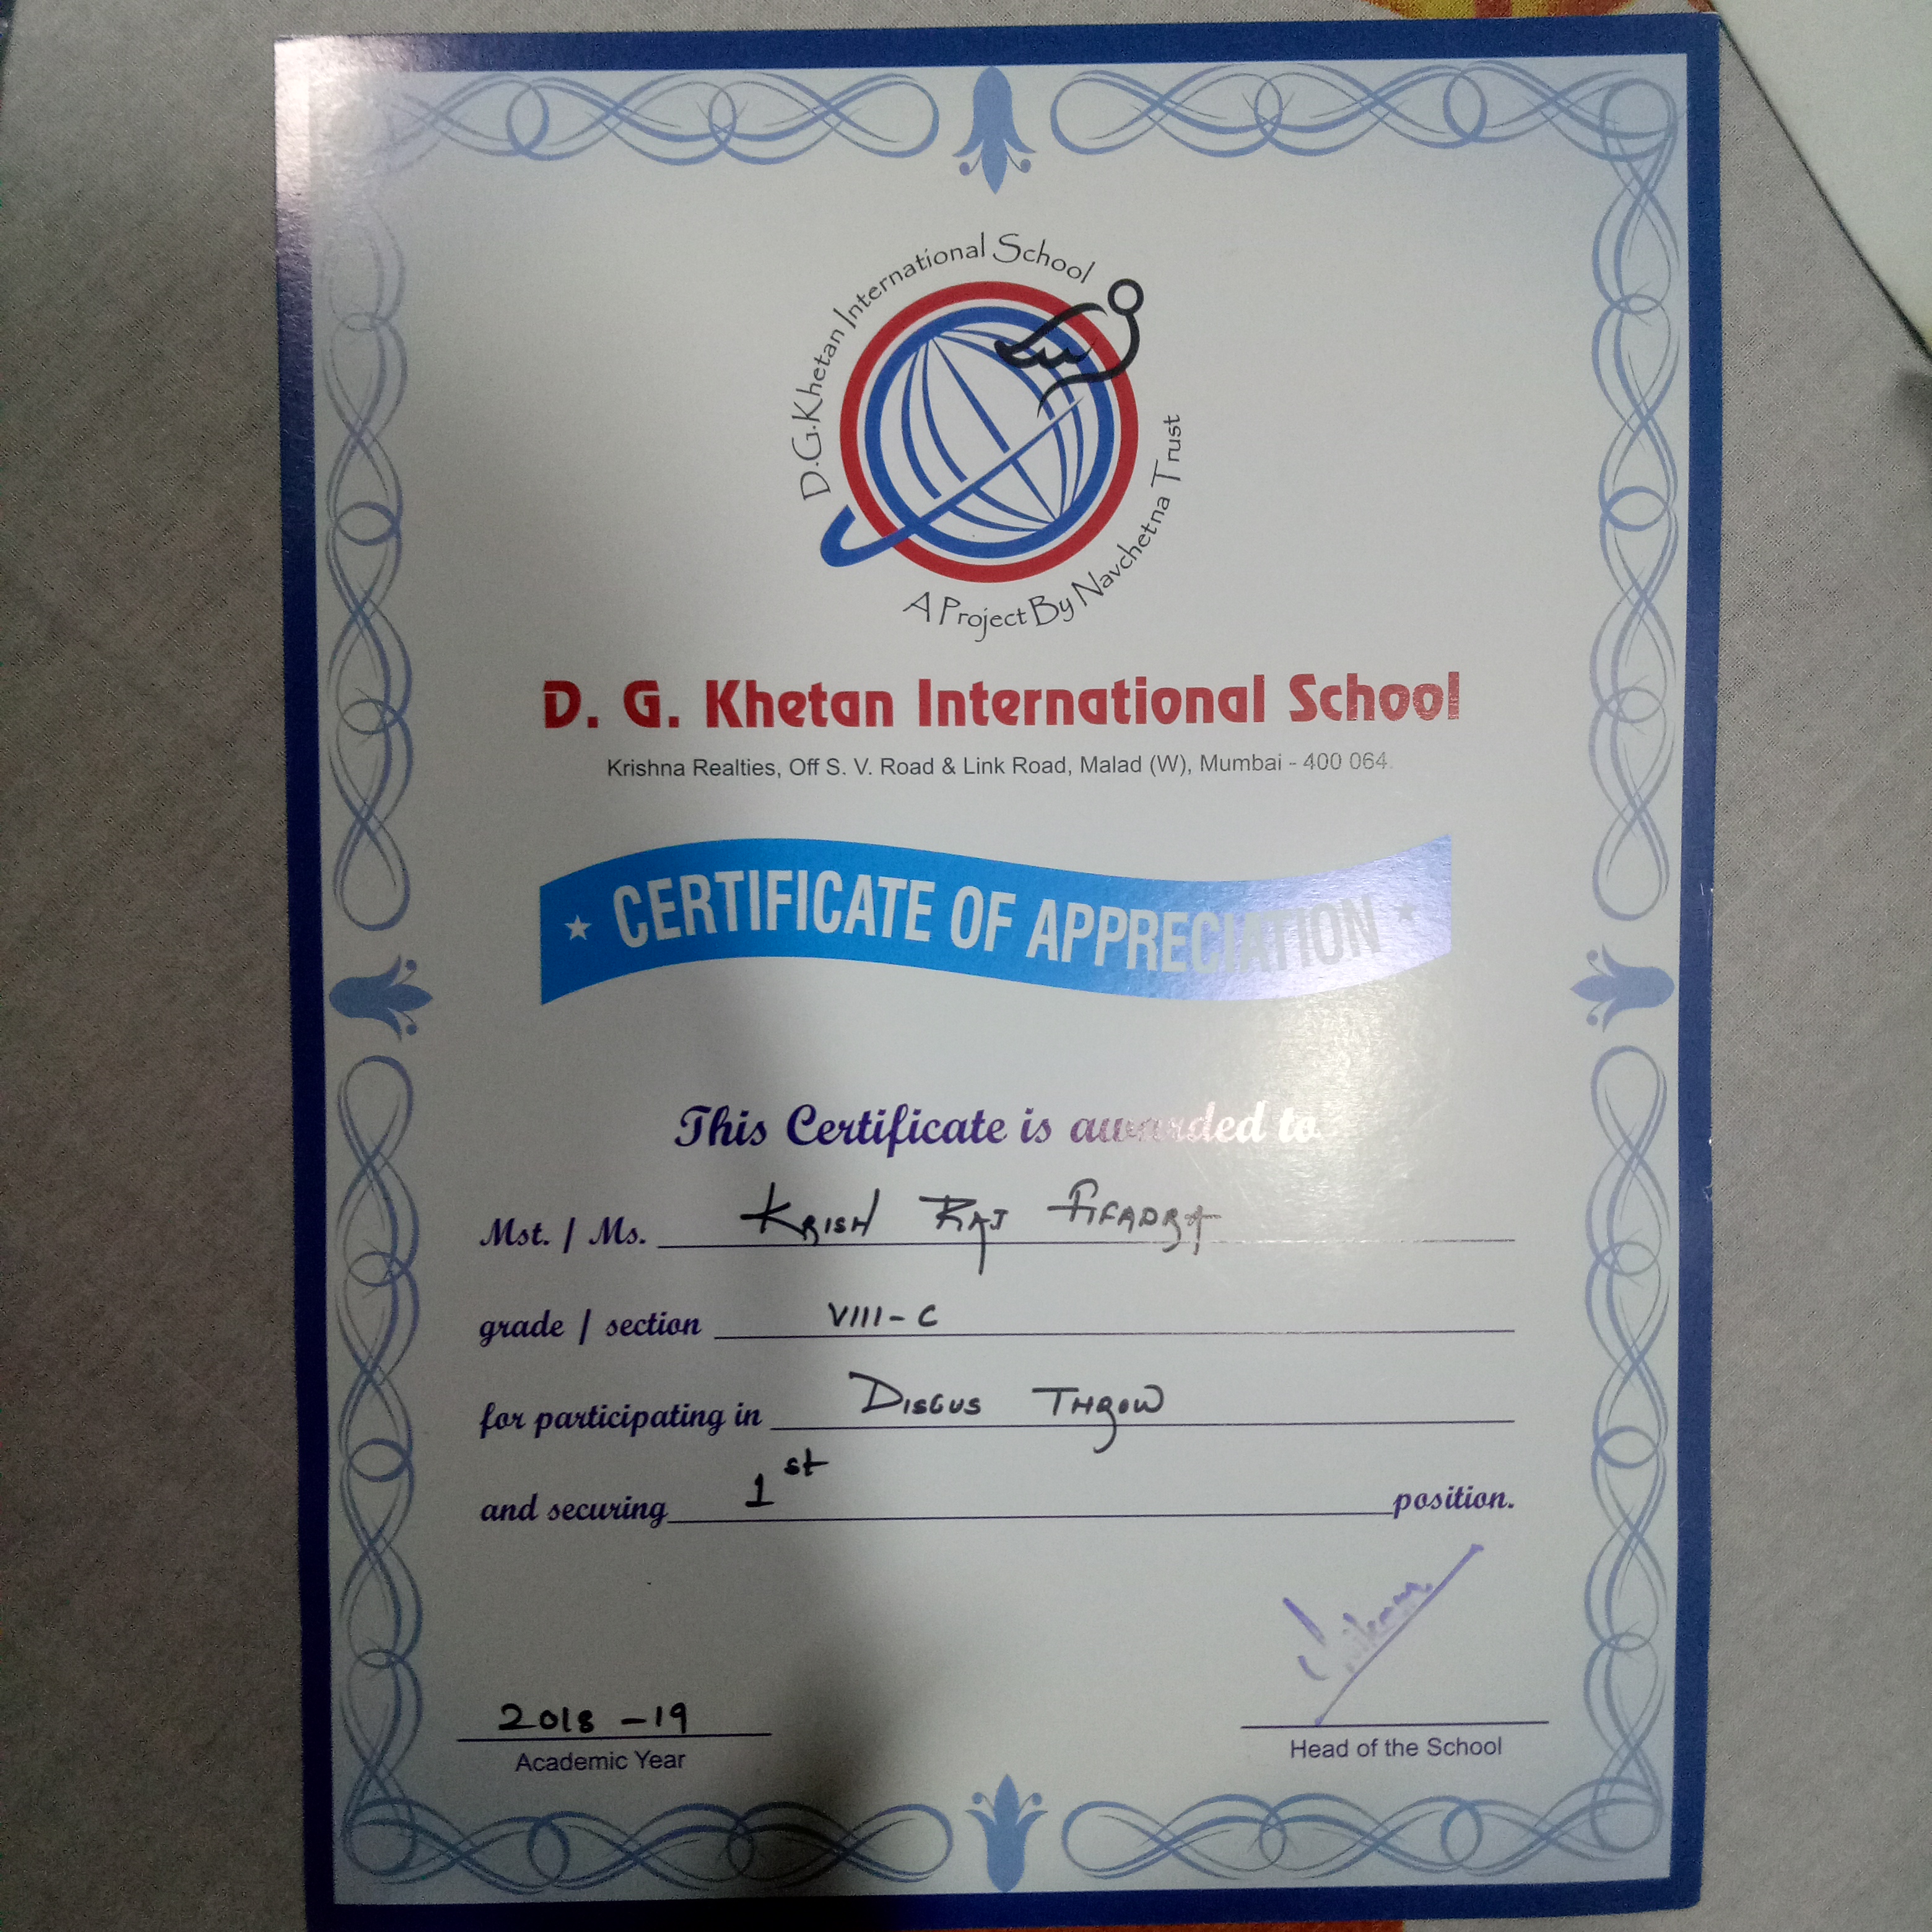 D.G.Khetan International School
A Project By Navchetna Trust
D. G. Khetan International School
Krishna Realties, Off S. V. Road & Link Road, Malad (W), Mumbai - 400 064.
★ CERTIFICATE OF APPRECIATION ★
This Certificate is awarded to
Mst. / Ms. KRISH RAJ
grade / section VIII - C
for participating in DISCUS THROW
and securing 1st position.
2018 - 19
Academic Year
Head of the School